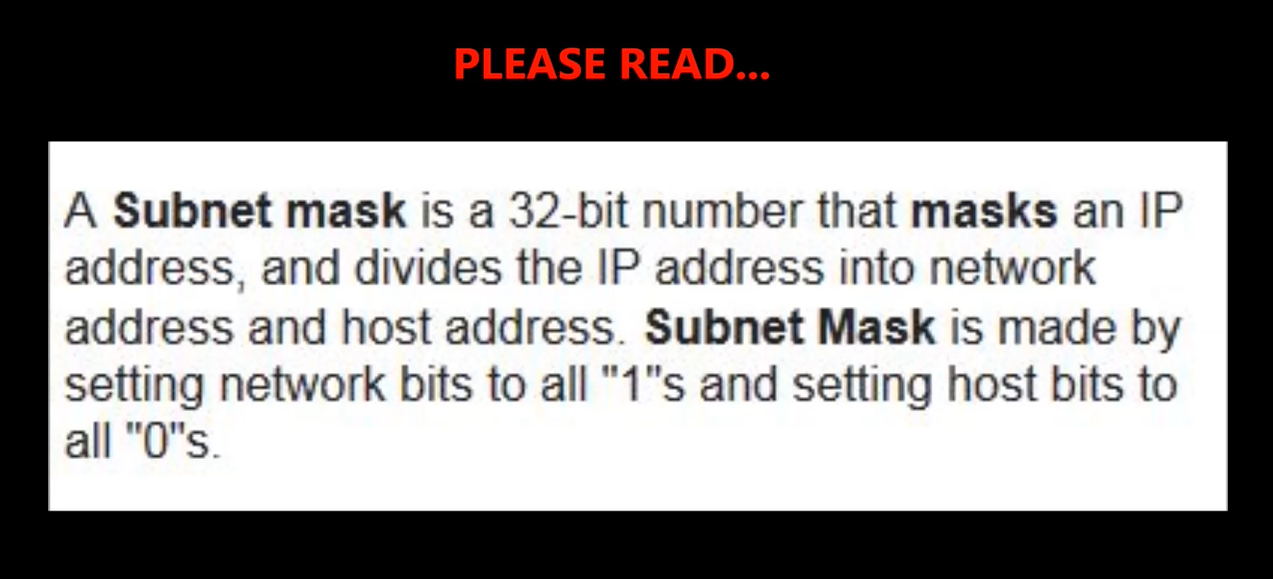 PLEASE READ...
A Subnet mask is a 32-bit number that masks an IP
address, and divides the IP address into network
address and host address. Subnet Mask is made by
setting network bits to all "1"s and setting host bits to
all "0"s.